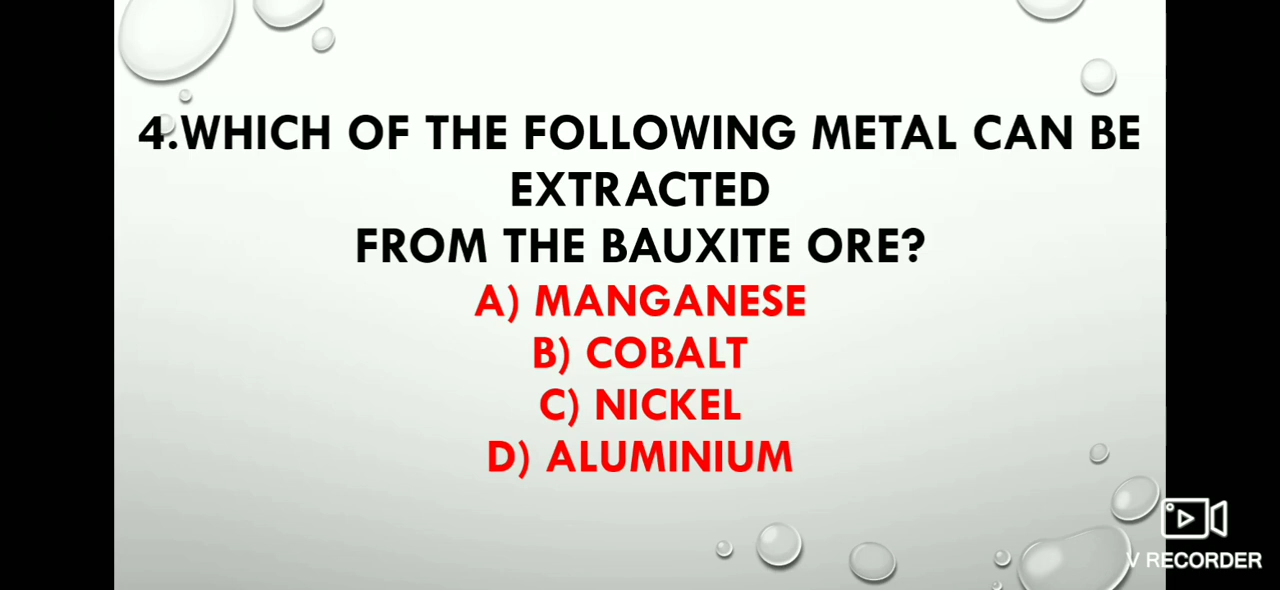 4.WHICH OF THE FOLLOWING METAL CAN BE
EXTRACTED
FROM THE BAUXITE ORE?
A) MANGANESE
B) COBALT
C) NICKEL
D) ALUMINIUM
V RECORDER